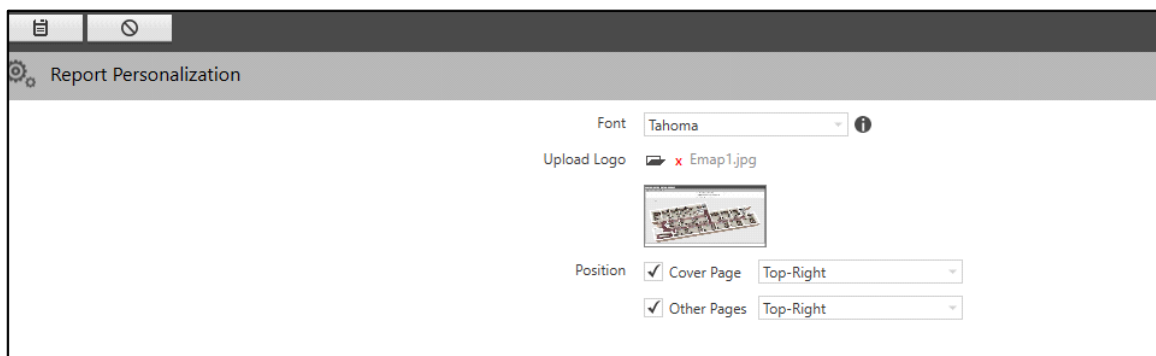 Report Personalization
Font Tahoma
Upload Logo x Emap1.jpg
Position Cover Page Top-Right
Other Pages Top-Right